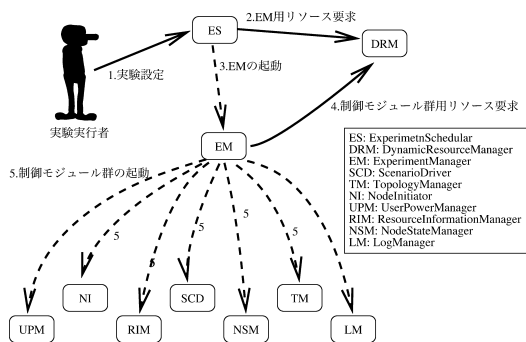 ES
2.EM用リソース要求
DRM
1.実験設定
3.EMの起動
4.制御モジュール群用リソース要求
実験実行者
EM
5.制御モジュール群の起動
ES: ExperimetnSchedular
DRM: DynamicResourceManager
EM: ExperimentManager
SCD: ScenarioDriver
TM: TopologyManager
NI: NodeInitiator
UPM: UserPowerManager
RIM: ResourceInformationManager
NSM: NodeStateManager
LM: LogManager
5
5
5
5
5
5
NI
SCD
TM
UPM
RIM
NSM
LM